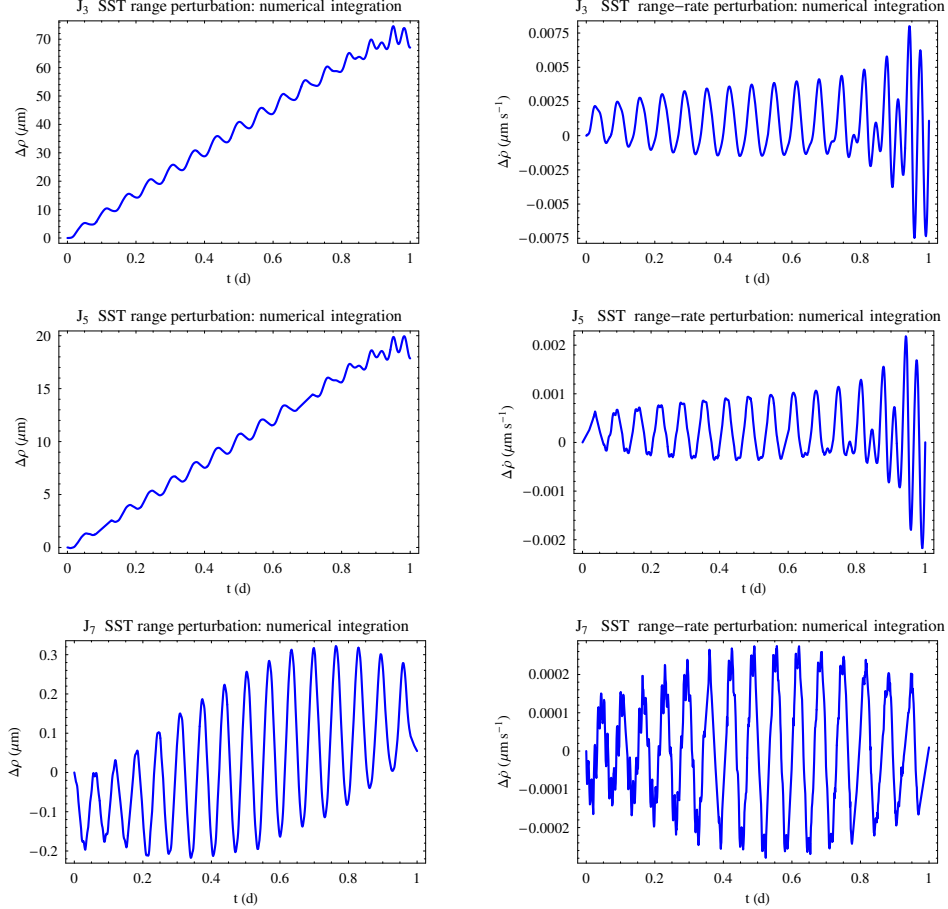 J₃ SST range perturbation: numerical integration
70
60
50
40
30
20
10
0
Δρ (μm)
0 0.2 0.4 0.6 0.8 1
t (d)
J₃ SST range−rate perturbation: numerical integration
0.0075
0.005
0.0025
0
−0.0025
−0.005
−0.0075
Δρ̇ (μm s⁻¹)
0 0.2 0.4 0.6 0.8 1
t (d)
J₅ SST range perturbation: numerical integration
20
15
10
5
0
Δρ (μm)
0 0.2 0.4 0.6 0.8 1
t (d)
J₅ SST range−rate perturbation: numerical integration
0.002
0.001
0
−0.001
−0.002
Δρ̇ (μm s⁻¹)
0 0.2 0.4 0.6 0.8 1
t (d)
J₇ SST range perturbation: numerical integration
0.3
0.2
0.1
0
−0.1
−0.2
Δρ (μm)
0 0.2 0.4 0.6 0.8 1
t (d)
J₇ SST range−rate perturbation: numerical integration
0.0002
0.0001
0
−0.0001
−0.0002
Δρ̇ (μm s⁻¹)
0 0.2 0.4 0.6 0.8 1
t (d)